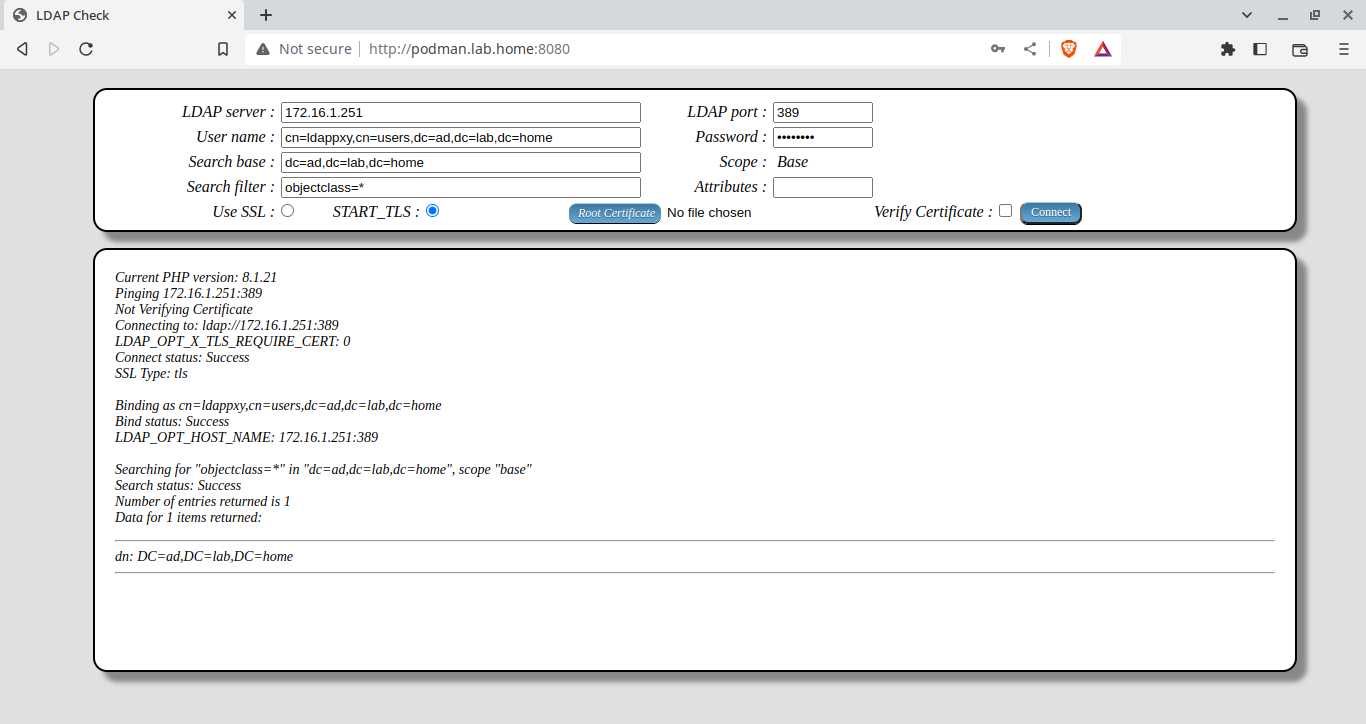 LDAP Check
Not secure http://podman.lab.home:8080
LDAP server : 172.16.1.251 LDAP port : 389
User name : cn=ldappxy,cn=users,dc=ad,dc=lab,dc=home Password : ••••••••
Search base : dc=ad,dc=lab,dc=home Scope : Base
Search filter : objectclass=* Attributes :
Use SSL : START_TLS : Root Certificate No file chosen Verify Certificate : Connect
Current PHP version: 8.1.21
Pinging 172.16.1.251:389
Not Verifying Certificate
Connecting to: ldap://172.16.1.251:389
LDAP_OPT_X_TLS_REQUIRE_CERT: 0
Connect status: Success
SSL Type: tls
Binding as cn=ldappxy,cn=users,dc=ad,dc=lab,dc=home
Bind status: Success
LDAP_OPT_HOST_NAME: 172.16.1.251:389
Searching for "objectclass=*" in "dc=ad,dc=lab,dc=home", scope "base"
Search status: Success
Number of entries returned is 1
Data for 1 items returned:
dn: DC=ad,DC=lab,DC=home